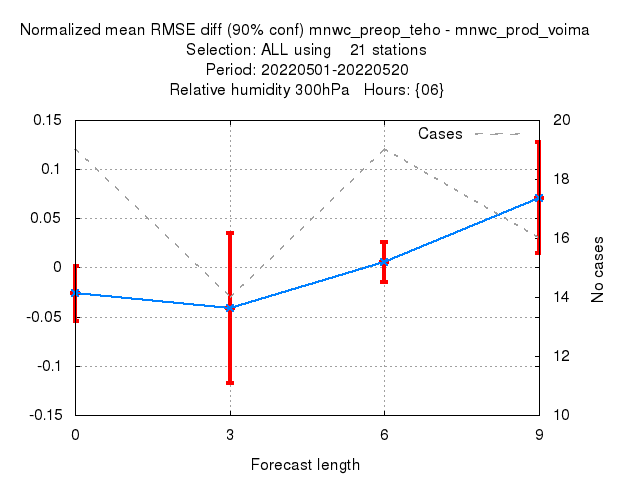 Normalized mean RMSE diff (90% conf) mnwc_preop_teho - mnwc_prod_voima
Selection: ALL using    21 stations
Period: 20220501-20220520
Relative humidity 300hPa   Hours: {06}
Cases
0.15
0.1
0.05
0
-0.05
-0.1
-0.15
20
18
16
14
12
10
No cases
0 3 6 9
Forecast length